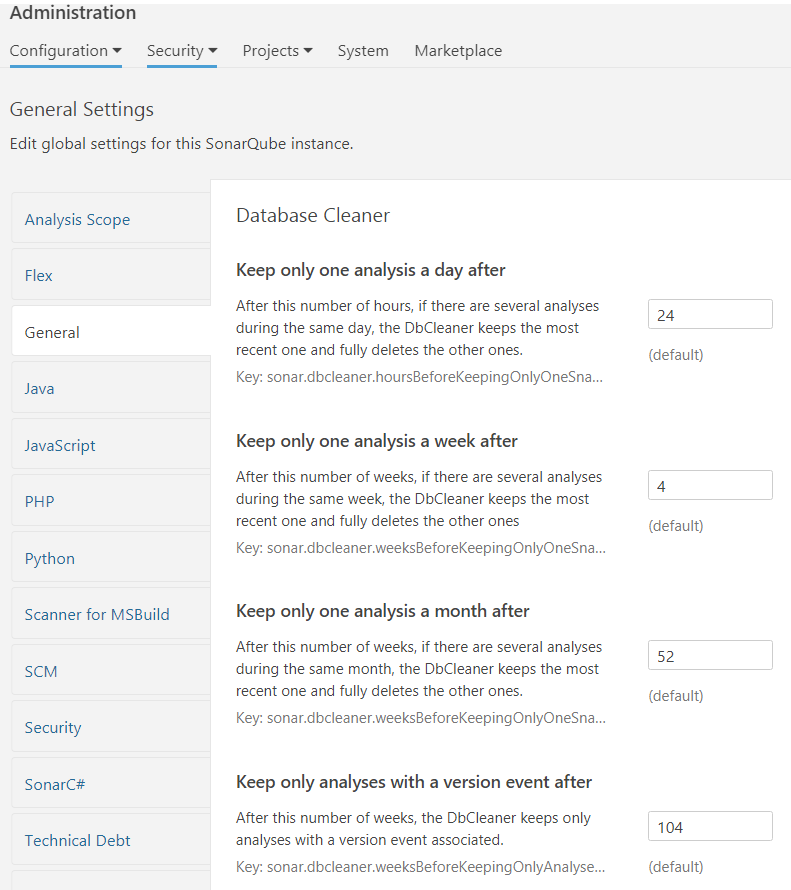 Administration
Configuration Security Projects System Marketplace
General Settings
Edit global settings for this SonarQube instance.
Analysis Scope
Flex
General
Java
JavaScript
PHP
Python
Scanner for MSBuild
SCM
Security
SonarC#
Technical Debt
Database Cleaner
Keep only one analysis a day after
After this number of hours, if there are several analyses
during the same day, the DbCleaner keeps the most
recent one and fully deletes the other ones.
Key: sonar.dbcleaner.hoursBeforeKeepingOnlyOneSna...
24
(default)
Keep only one analysis a week after
After this number of weeks, if there are several analyses
during the same week, the DbCleaner keeps the most
recent one and fully deletes the other ones
Key: sonar.dbcleaner.weeksBeforeKeepingOnlyOneSna...
4
(default)
Keep only one analysis a month after
After this number of weeks, if there are several analyses
during the same month, the DbCleaner keeps the most
recent one and fully deletes the other ones.
Key: sonar.dbcleaner.weeksBeforeKeepingOnlyOneSna...
52
(default)
Keep only analyses with a version event after
After this number of weeks, the DbCleaner keeps only
analyses with a version event associated.
Key: sonar.dbcleaner.weeksBeforeKeepingOnlyAnalyse...
104
(default)